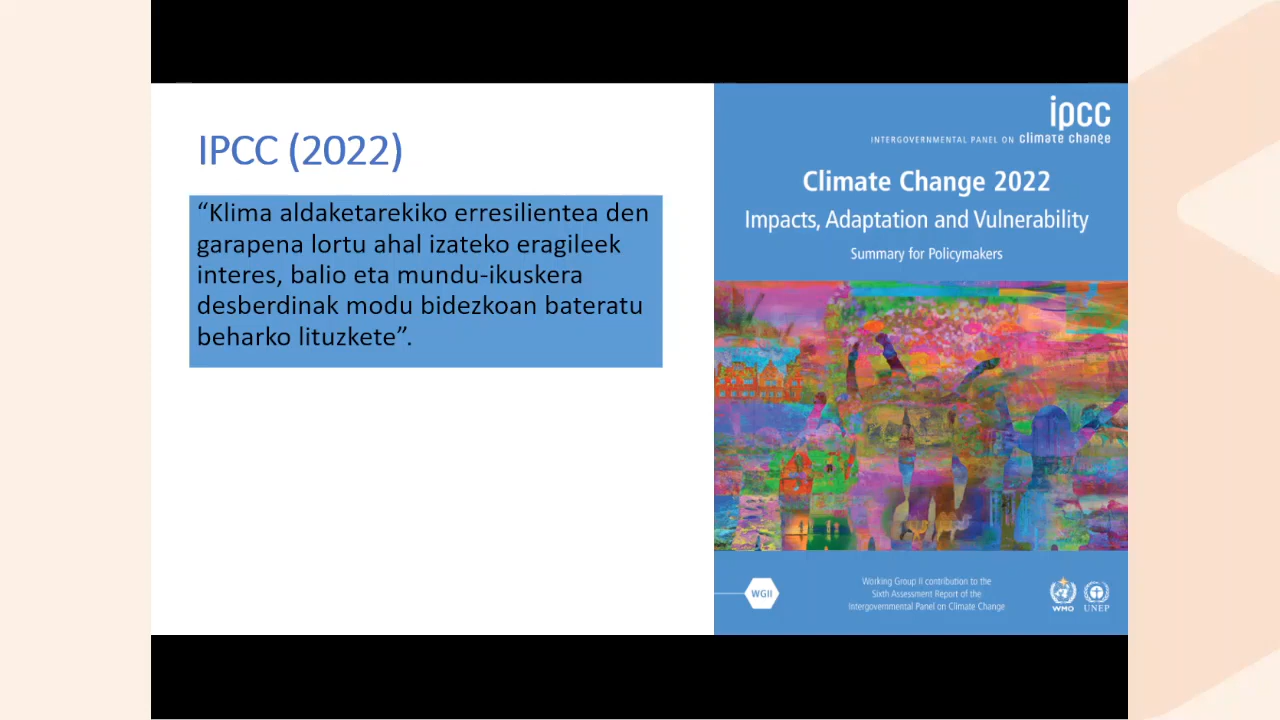 IPCC (2022)
“Klima aldaketarekiko erresilientea den
garapena lortu ahal izateko eragileek
interes, balio eta mundu-ikuskera
desberdinak modu bidezkoan bateratu
beharko lituzkete”.
ipcc
INTERGOVERNMENTAL PANEL ON climate change
Climate Change 2022
Impacts, Adaptation and Vulnerability
Summary for Policymakers
WGII
Working Group II contribution to the
Sixth Assessment Report of the
Intergovernmental Panel on Climate Change
WMO UNEP